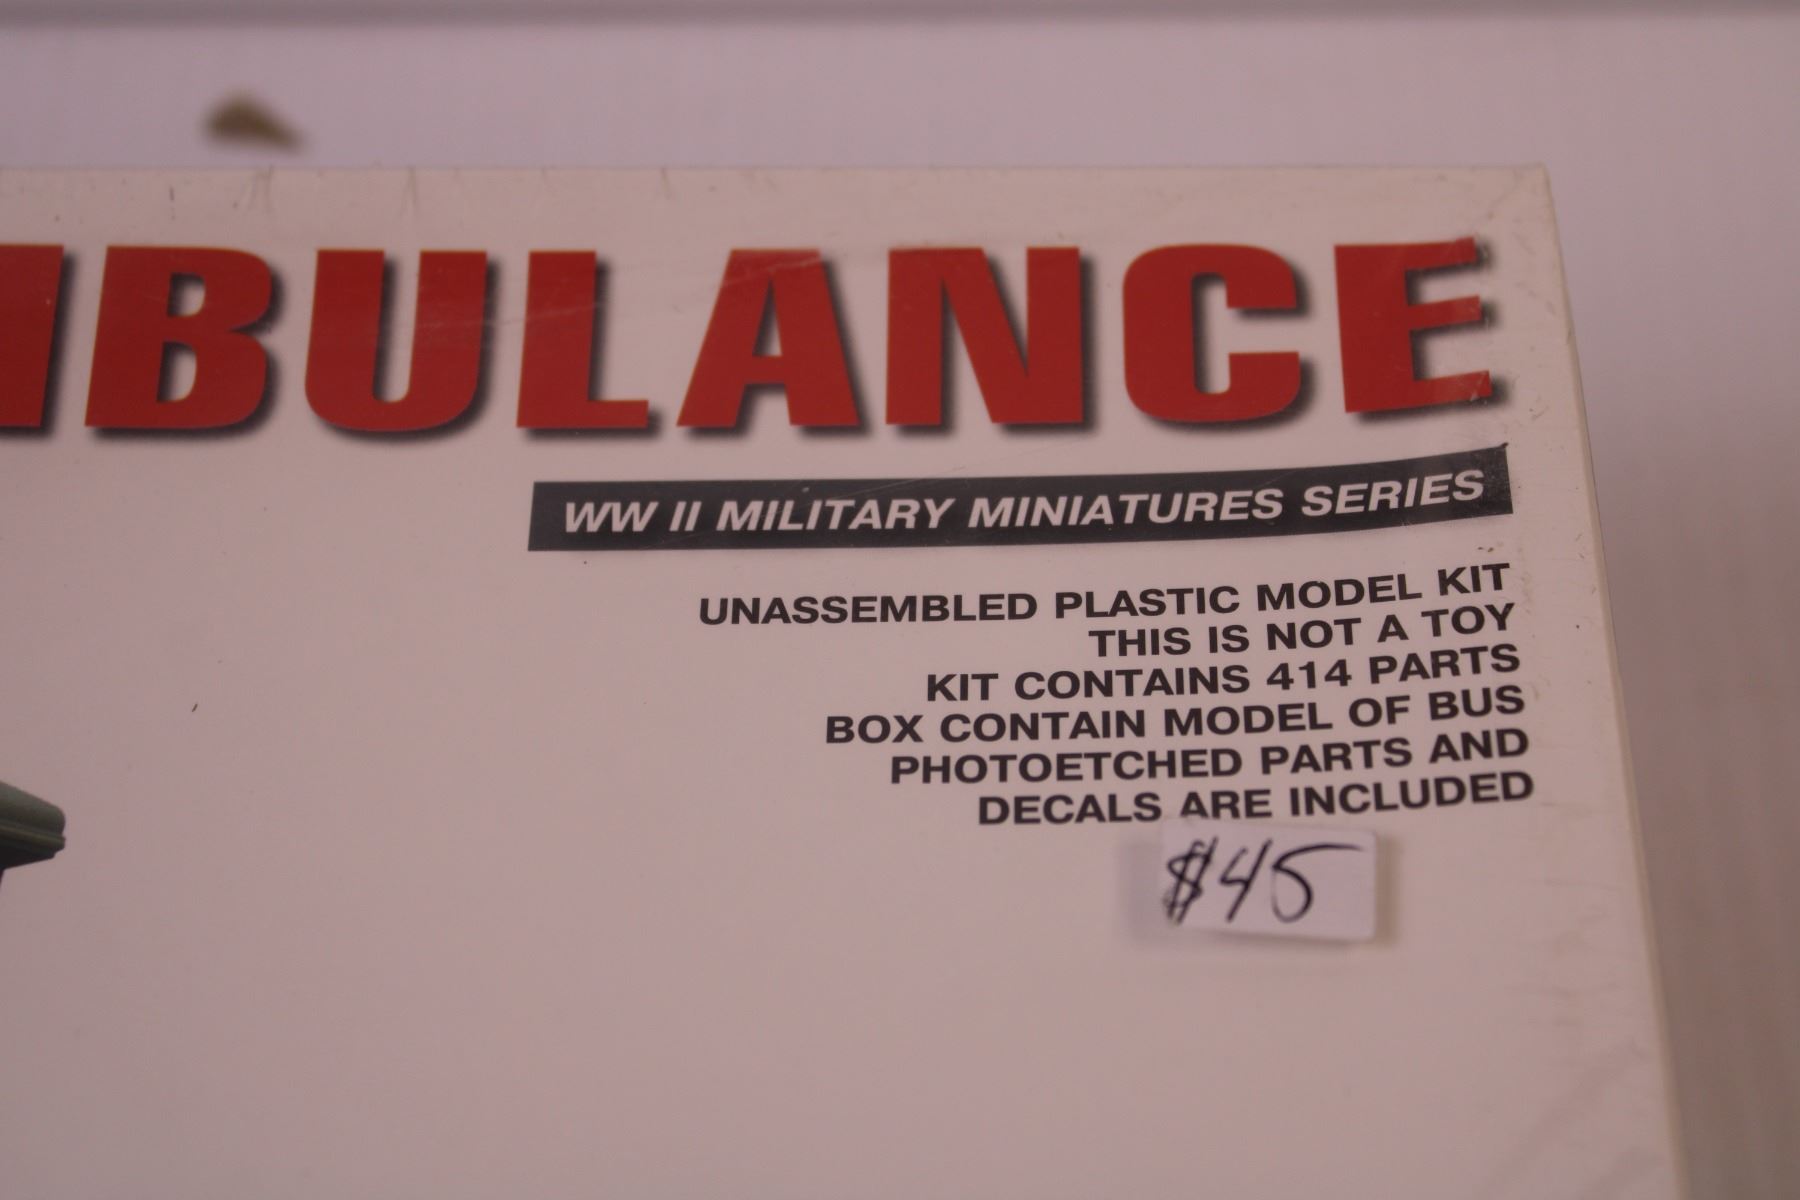 MBULANCE
WW II MILITARY MINIATURES SERIES
UNASSEMBLED PLASTIC MODEL KIT
THIS IS NOT A TOY
KIT CONTAINS 414 PARTS
BOX CONTAIN MODEL OF BUS
PHOTOETCHED PARTS AND
DECALS ARE INCLUDED
$45